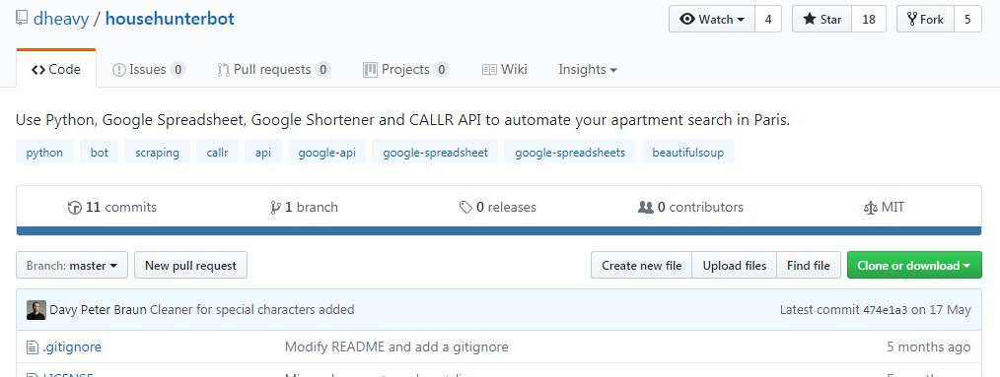 dheavy / househunterbot
Watch 4 Star 18 Fork 5
Code Issues 0 Pull requests 0 Projects 0 Wiki Insights
Use Python, Google Spreadsheet, Google Shortener and CALLR API to automate your apartment search in Paris.
python bot scraping callr api google-api google-spreadsheet google-spreadsheets beautifulsoup
11 commits 1 branch 0 releases 0 contributors MIT
Branch: master New pull request Create new file Upload files Find file Clone or download
Davy Peter Braun Cleaner for special characters added Latest commit 474e1a3 on 17 May
.gitignore Modify README and add a gitignore 5 months ago
LICENSE